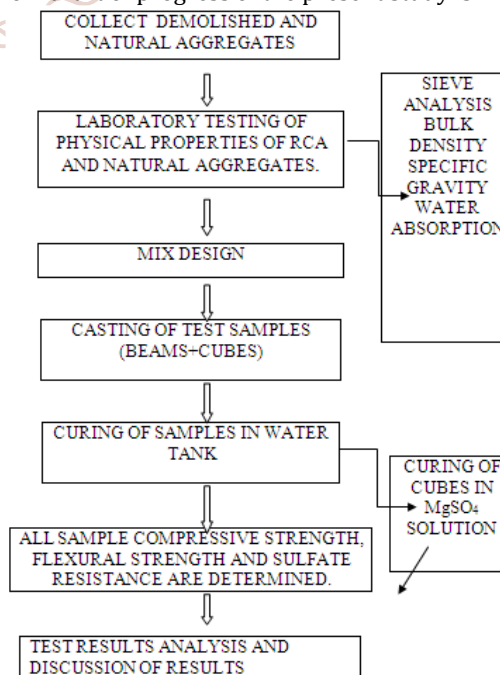 COLLECT DEMOLISHED AND
NATURAL AGGREGATES
LABORATORY TESTING OF
PHYSICAL PROPERTIES OF RCA
AND NATURAL AGGREGATES.
SIEVE
ANALYSIS
BULK
DENSITY
SPECIFIC
GRAVITY
WATER
ABSORPTION
MIX DESIGN
CASTING OF TEST SAMPLES
(BEAMS+CUBES)
CURING OF SAMPLES IN WATER
TANK
CURING OF
CUBES IN
MgSO₄
SOLUTION
ALL SAMPLE COMPRESSIVE STRENGTH,
FLEXURAL STRENGTH AND SULFATE
RESISTANCE ARE DETERMINED.
TEST RESULTS ANALYSIS AND
DISCUSSION OF RESULTS